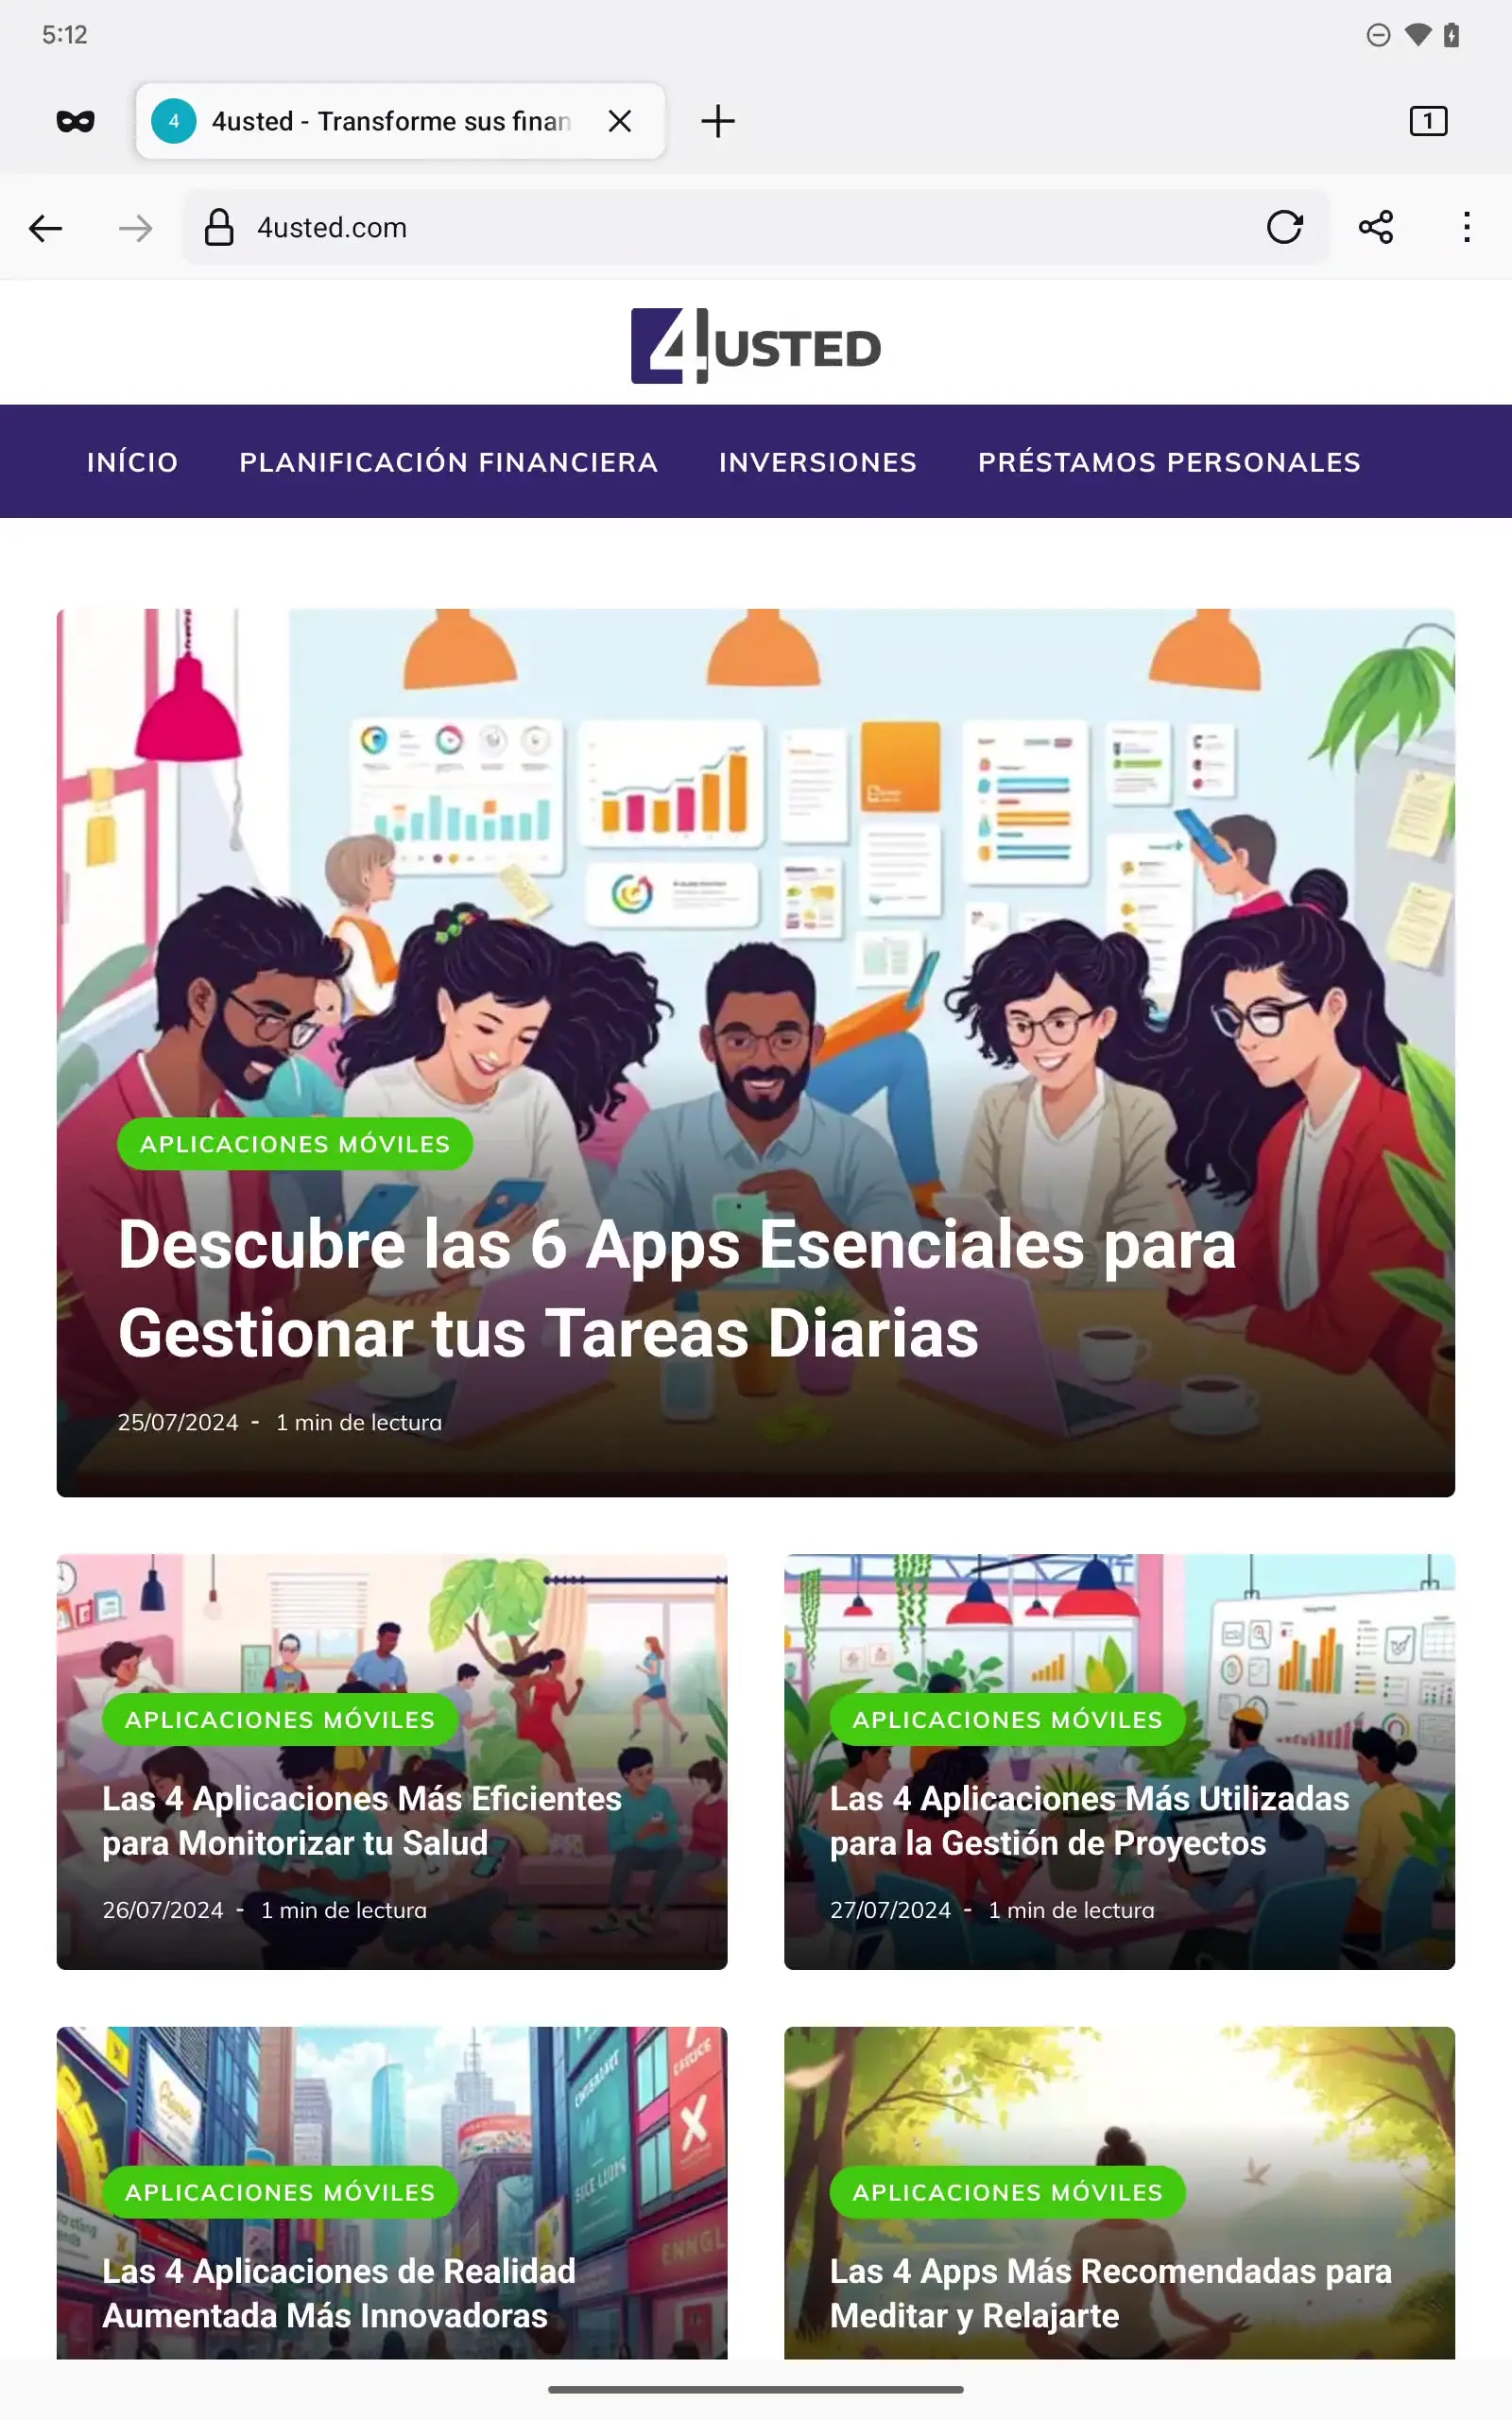 5:12
4 4usted - Transforme sus finan
1
4usted.com
4USTED
INÍCIO PLANIFICACIÓN FINANCIERA INVERSIONES PRÉSTAMOS PERSONALES
APLICACIONES MÓVILES
Descubre las 6 Apps Esenciales para
Gestionar tus Tareas Diarias
25/07/2024 - 1 min de lectura
APLICACIONES MÓVILES
Las 4 Aplicaciones Más Eficientes
para Monitorizar tu Salud
26/07/2024 - 1 min de lectura
APLICACIONES MÓVILES
Las 4 Aplicaciones Más Utilizadas
para la Gestión de Proyectos
27/07/2024 - 1 min de lectura
APLICACIONES MÓVILES
Las 4 Aplicaciones de Realidad
Aumentada Más Innovadoras
APLICACIONES MÓVILES
Las 4 Apps Más Recomendadas para
Meditar y Relajarte